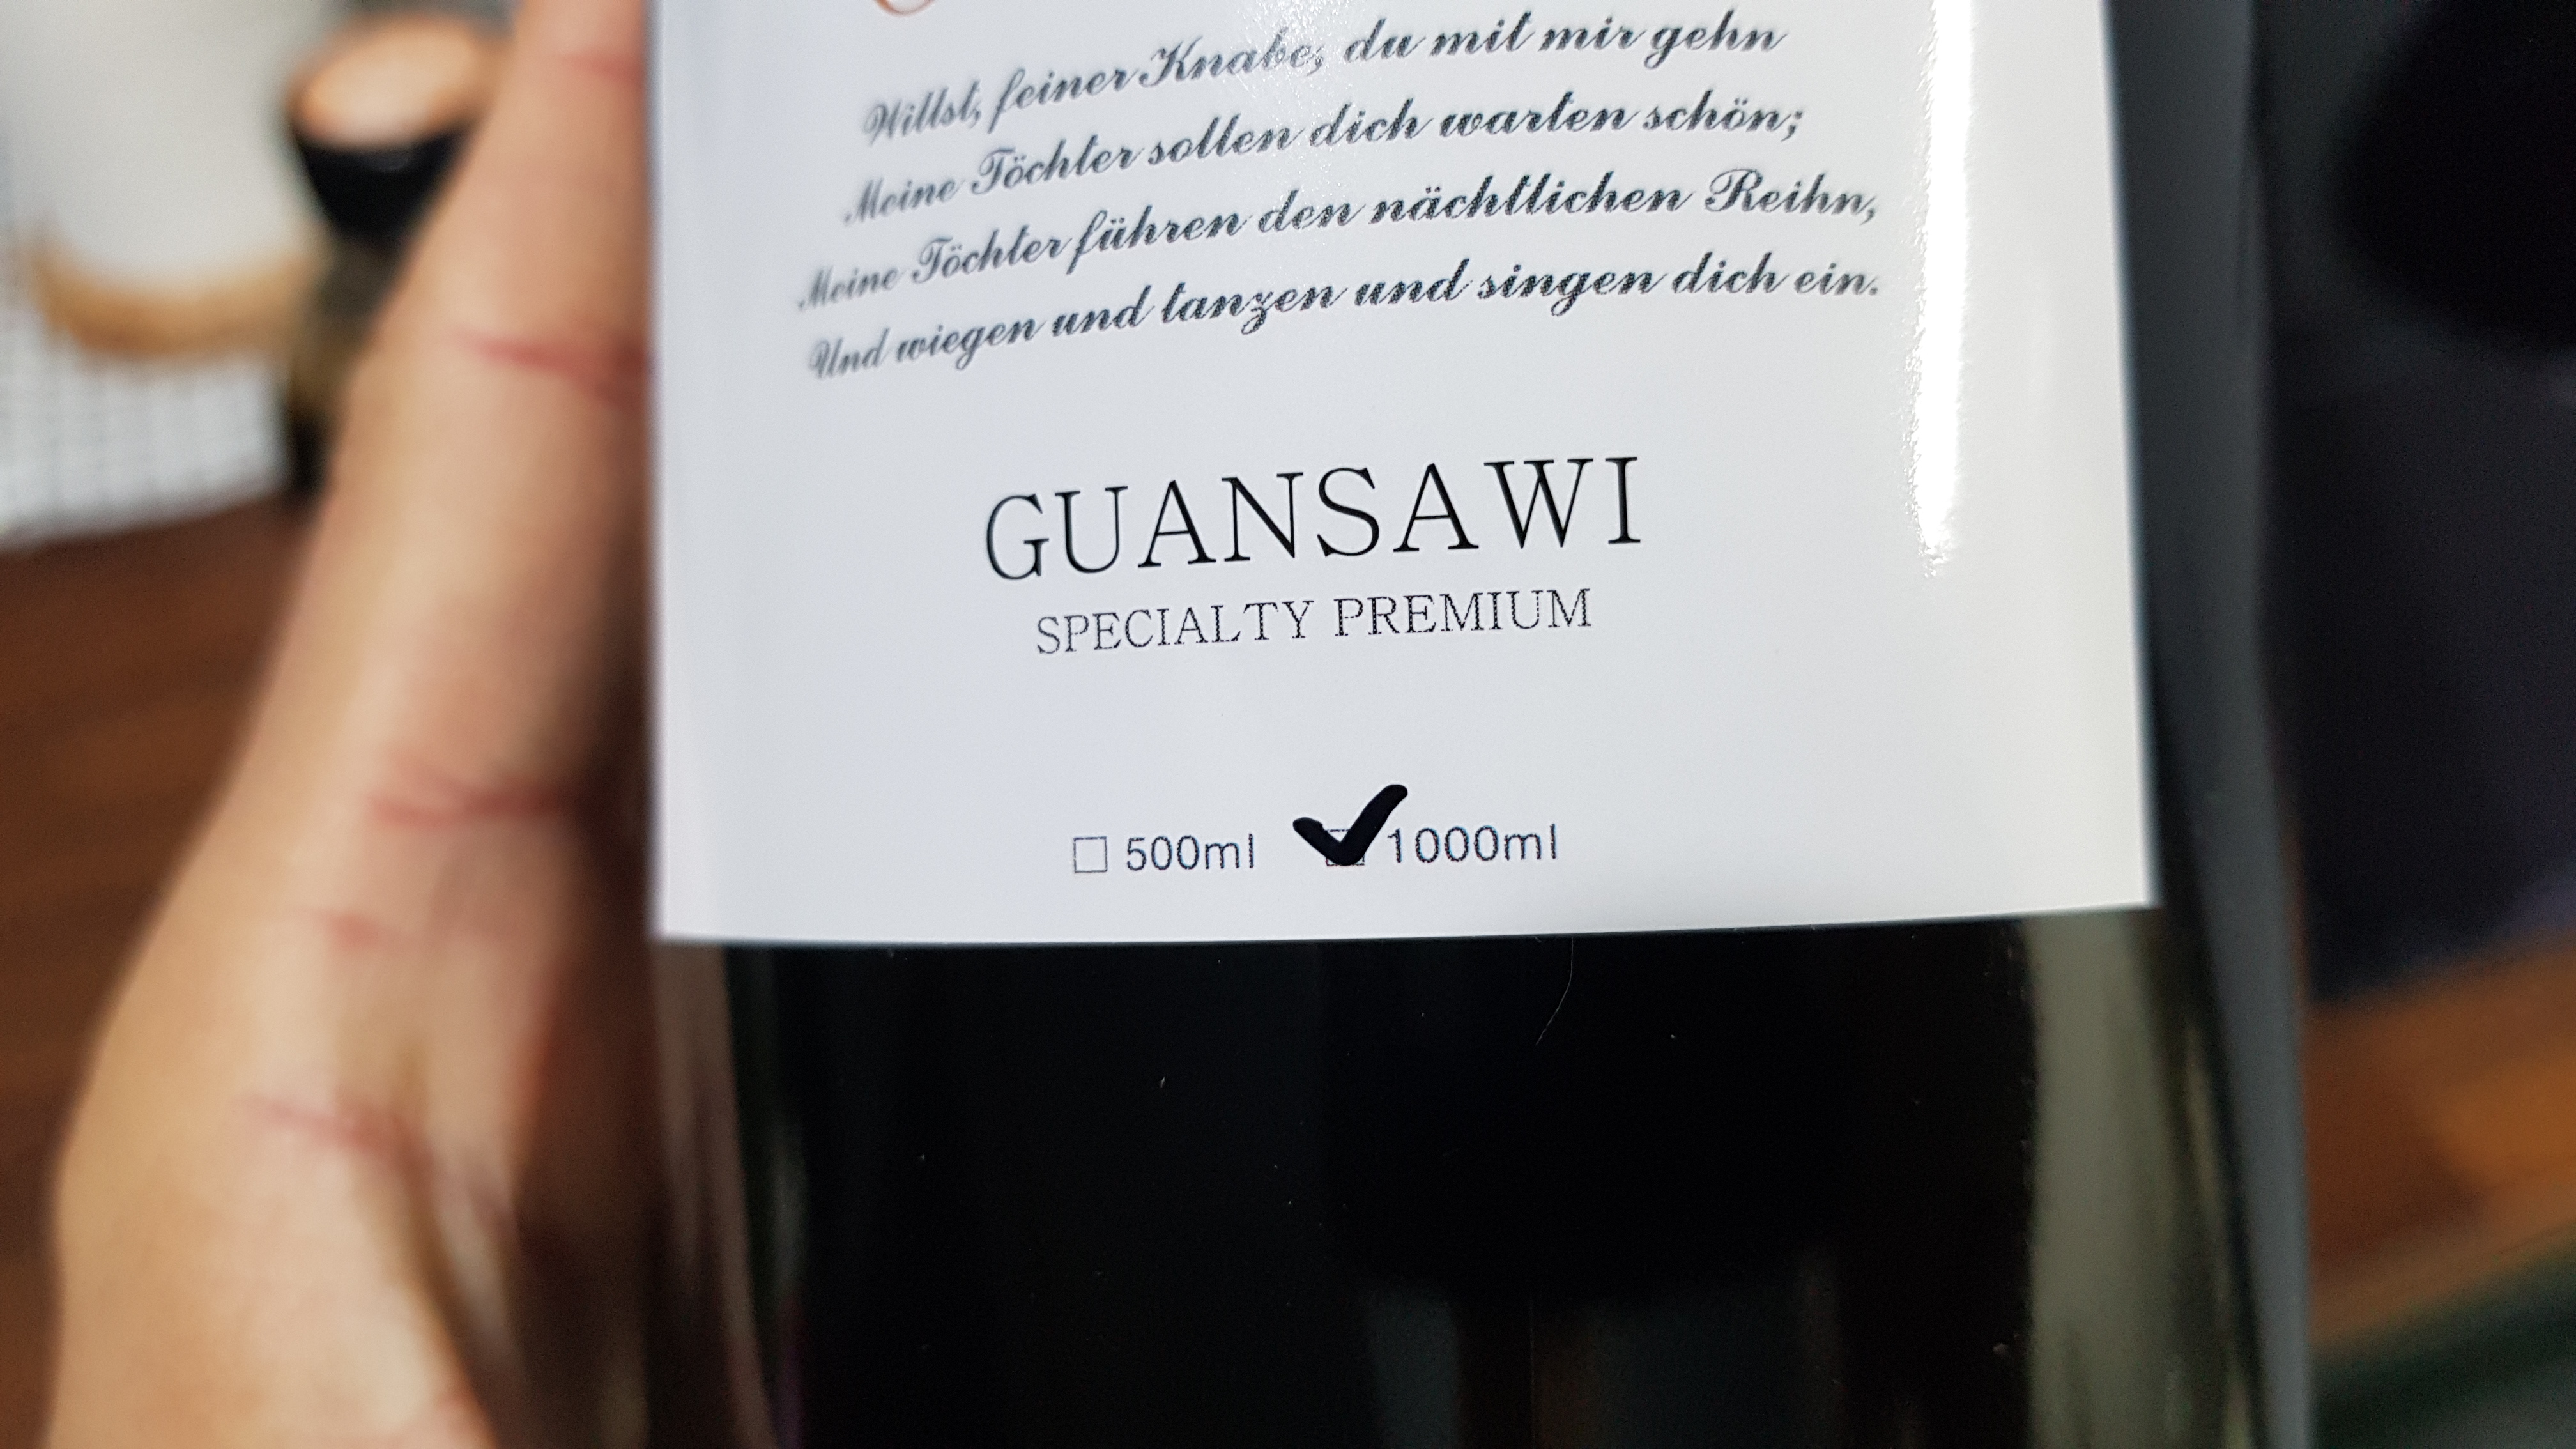 Willst, feiner Knabe, du mit mir gehn
Meine Töchter sollen dich warten schön;
Meine Töchter führen den nächtlichen Reihn,
Und wiegen und tanzen und singen dich ein.
GUANSAWI
SPECIALTY PREMIUM
500ml 1000ml